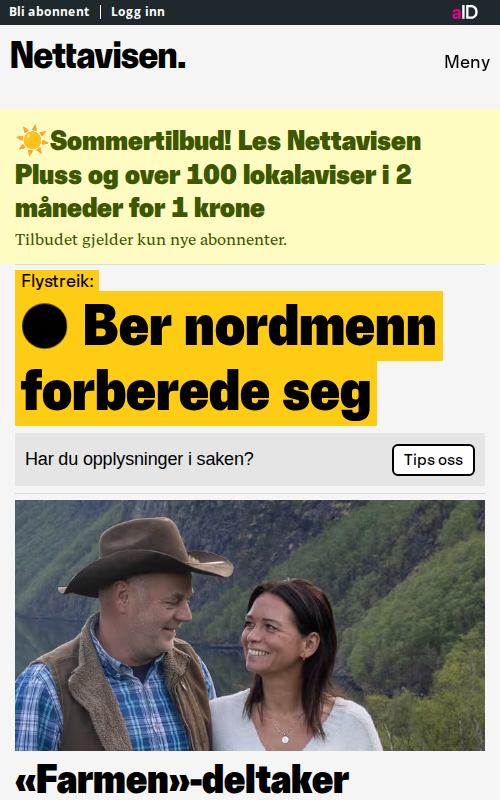 Bli abonnent | Logg inn
aID
Nettavisen.
Meny
☀️Sommertilbud! Les Nettavisen
Pluss og over 100 lokalaviser i 2
måneder for 1 krone
Tilbudet gjelder kun nye abonnenter.
Flystreik:
⚫ Ber nordmenn
forberede seg
Har du opplysninger i saken?
Tips oss
«Farmen»-deltaker